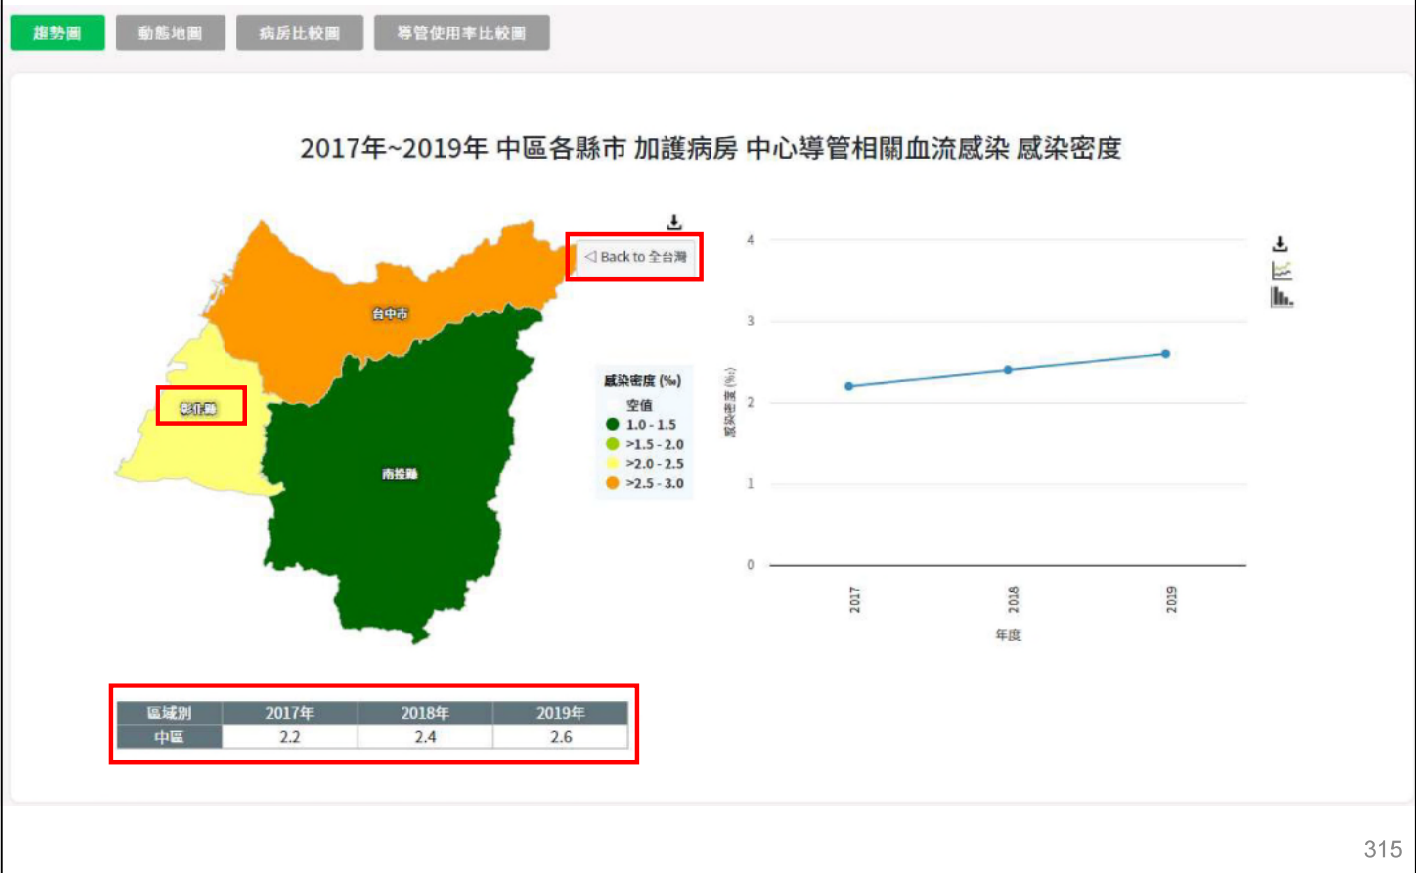 趨勢圖 動態地圖 病房比較圖 導管使用率比較圖
2017年~2019年 中區各縣市 加護病房 中心導管相關血流感染 感染密度
◁ Back to 全台灣
台中市
彰化縣
南投縣
感染密度 (‰)
空值
1.0 - 1.5
>1.5 - 2.0
>2.0 - 2.5
>2.5 - 3.0
4
3
2
1
0
感染密度 (‰)
2017
2018
2019
年度
區域別 2017年 2018年 2019年
中區 2.2 2.4 2.6
315